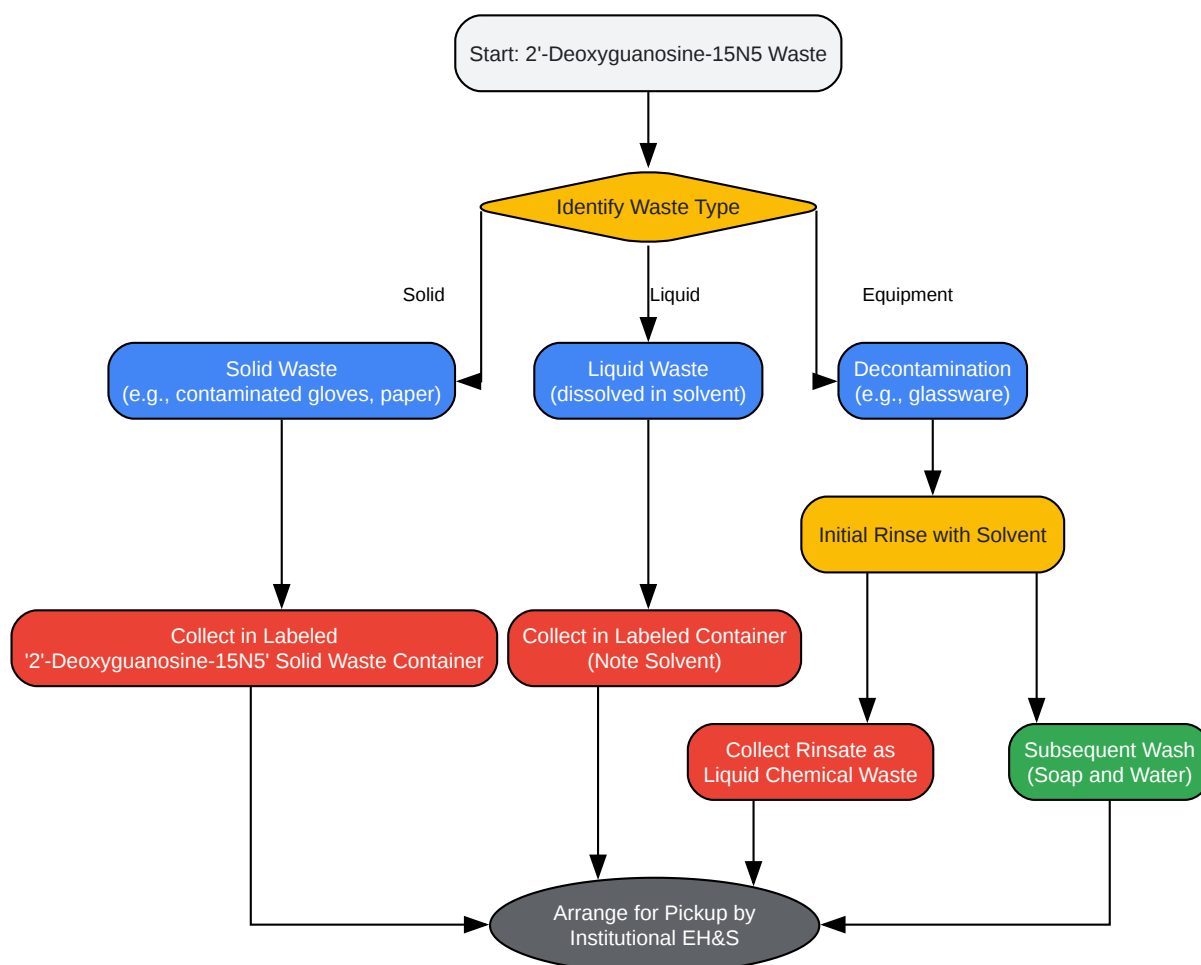 Start: 2'-Deoxyguanosine-15N5 Waste
Identify Waste Type
Solid
Liquid
Equipment
Solid Waste
(e.g., contaminated gloves, paper)
Liquid Waste
(dissolved in solvent)
Decontamination
(e.g., glassware)
Initial Rinse with Solvent
Collect in Labeled
'2'-Deoxyguanosine-15N5' Solid Waste Container
Collect in Labeled Container
(Note Solvent)
Collect Rinsate as
Liquid Chemical Waste
Subsequent Wash
(Soap and Water)
Arrange for Pickup by
Institutional EH&S